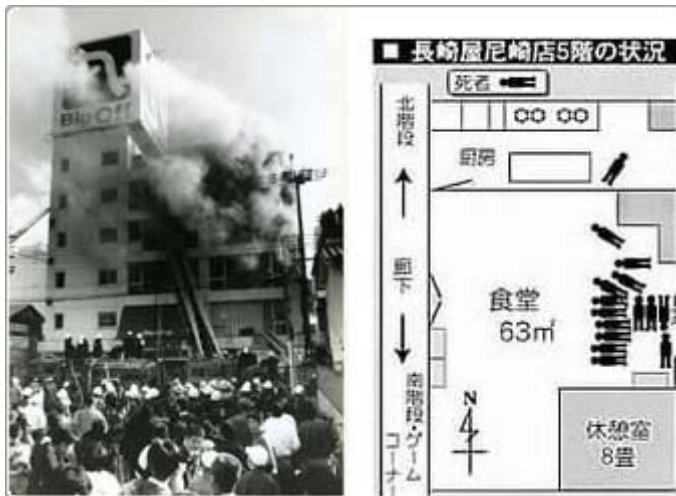 Big Off
■ 長崎屋尼崎店5階の状況
死者
北階段
厨房
廊下
食堂
63㎡
南階段・ゲームコーナー
N
休憩室
8畳